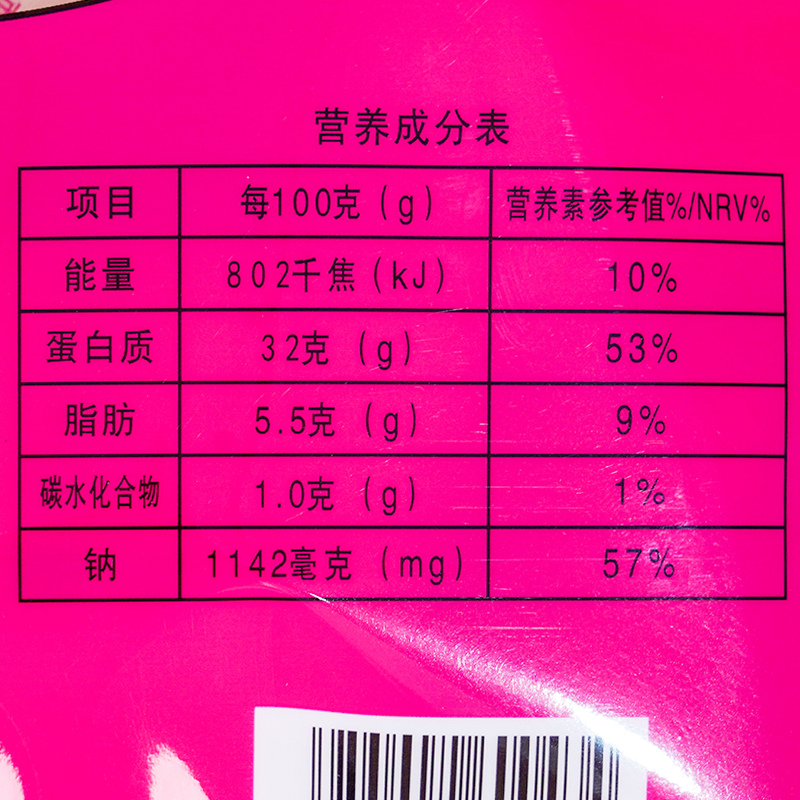 营养成分表
项目 每100克(g) 营养素参考值%/NRV%
能量 802千焦(kJ) 10%
蛋白质 32克(g) 53%
脂肪 5.5克(g) 9%
碳水化合物 1.0克(g) 1%
钠 1142毫克(mg) 57%